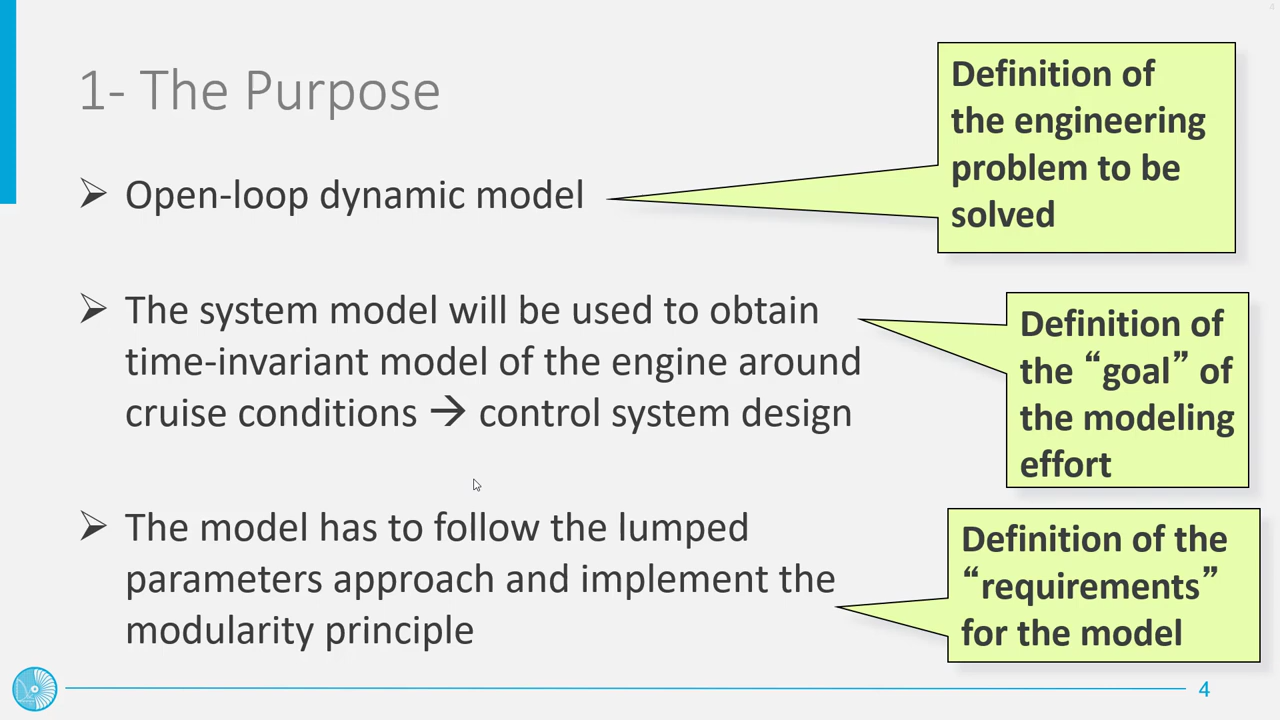 1- The Purpose
Definition of
the engineering
problem to be
solved
➢ Open-loop dynamic model
➢ The system model will be used to obtain
time-invariant model of the engine around
cruise conditions → control system design
Definition of
the “goal” of
the modeling
effort
➢ The model has to follow the lumped
parameters approach and implement the
modularity principle
Definition of the
“requirements”
for the model
4